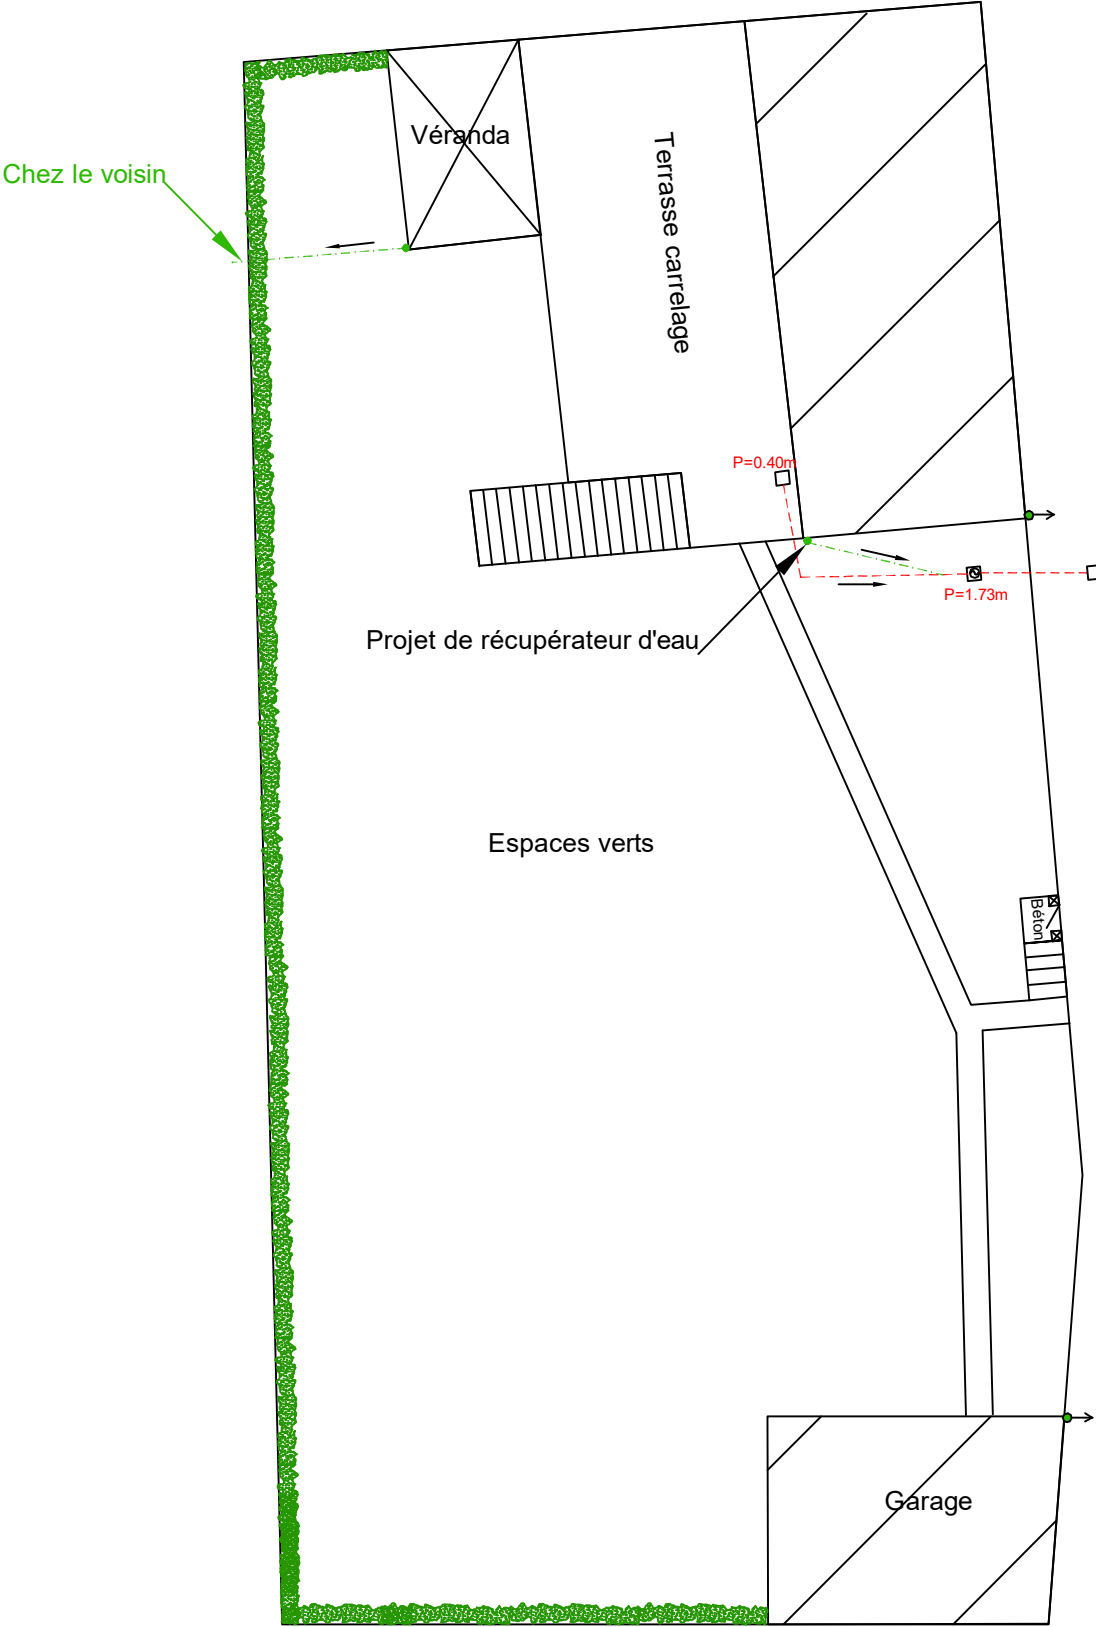 Véranda
Terrasse carrelage
Chez le voisin
P=0.40m
P=1.73m
Projet de récupérateur d'eau
Espaces verts
Béton
Garage